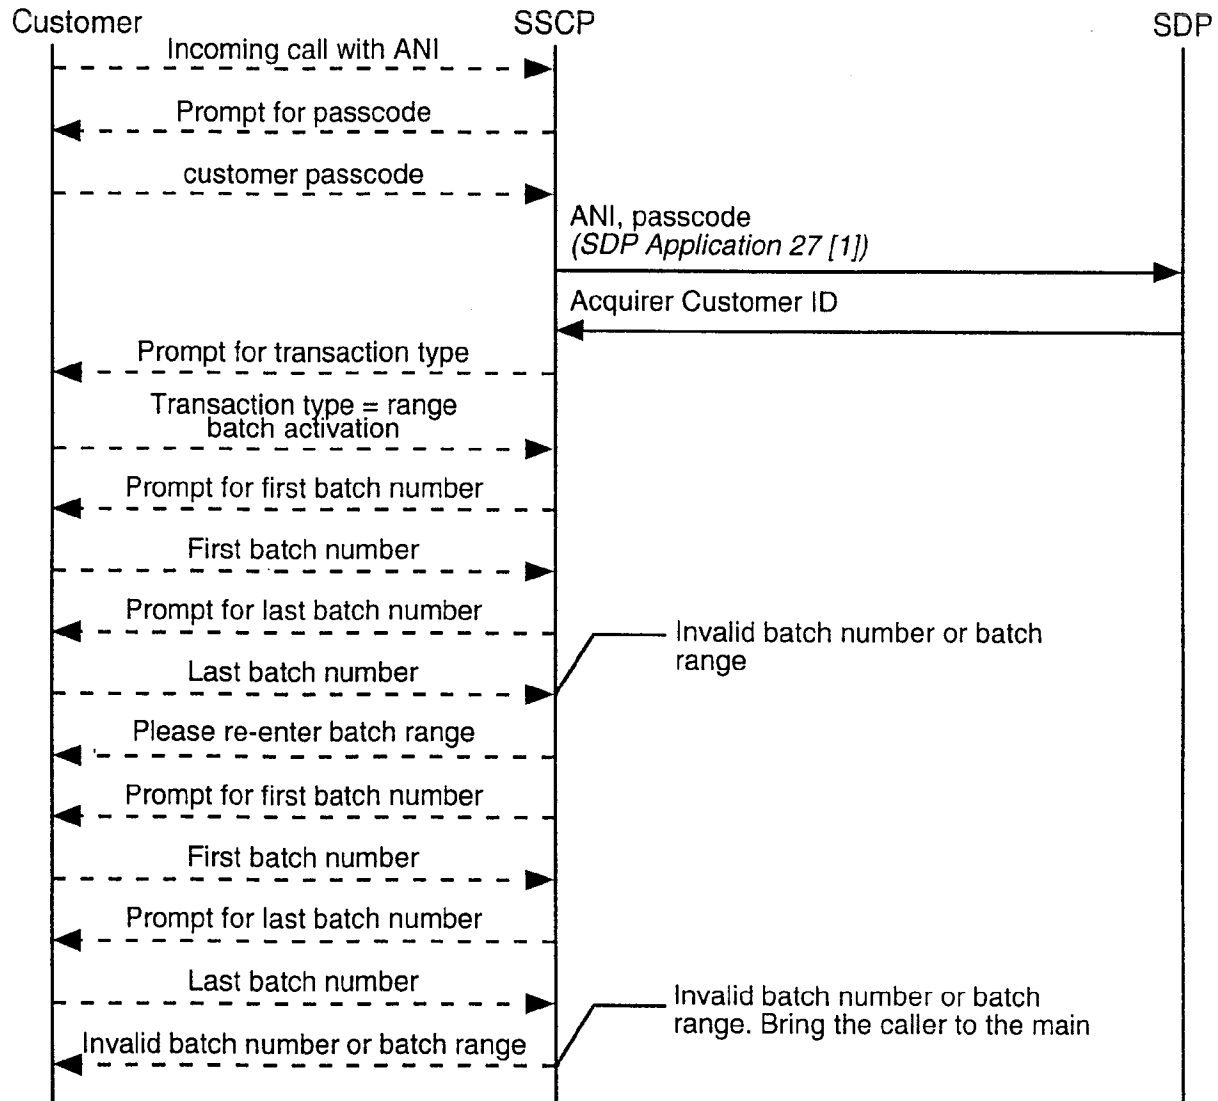 Customer
SSCP
SDP
Incoming call with ANI
Prompt for passcode
customer passcode
ANI, passcode
(SDP Application 27 [1])
Acquirer Customer ID
Prompt for transaction type
Transaction type = range
batch activation
Prompt for first batch number
First batch number
Prompt for last batch number
Invalid batch number or batch
range
Last batch number
Please re-enter batch range
Prompt for first batch number
First batch number
Prompt for last batch number
Last batch number
Invalid batch number or batch
range. Bring the caller to the main
Invalid batch number or batch range